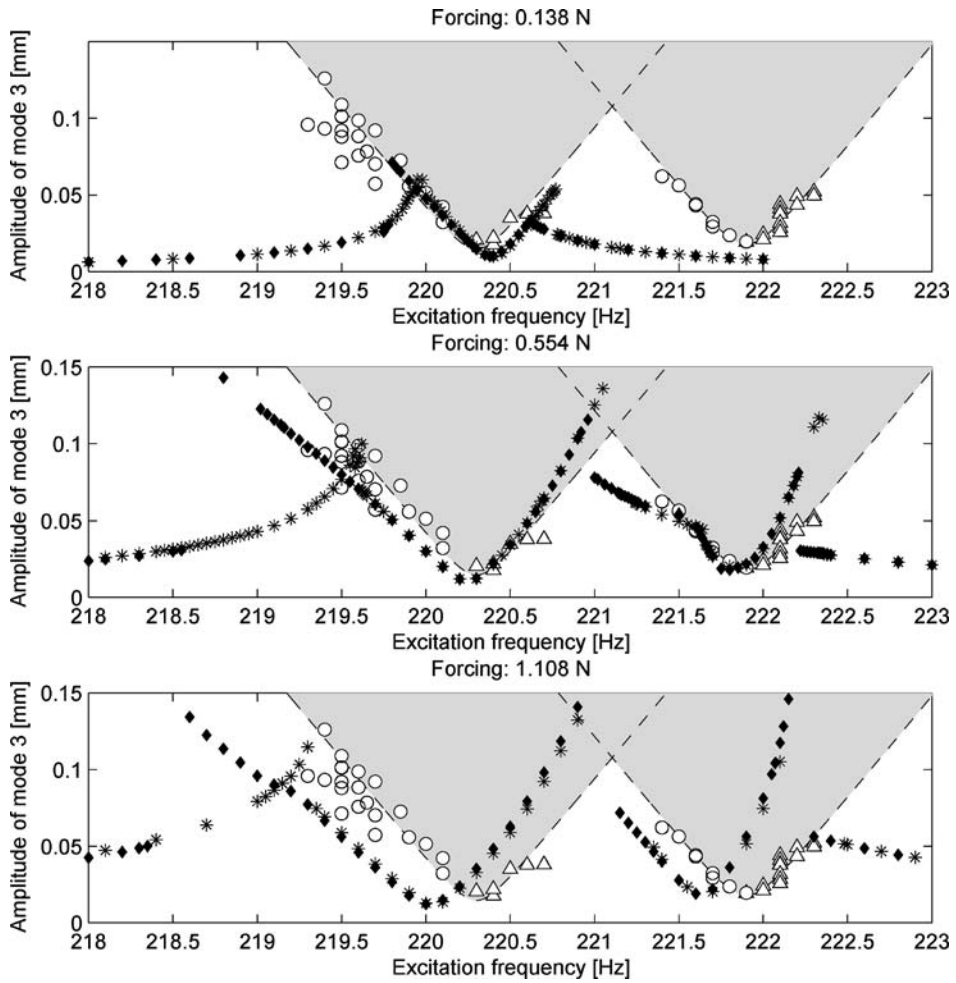 Forcing: 0.138 N
Amplitude of mode 3 [mm]
0.1
0.05
0
218 218.5 219 219.5 220 220.5 221 221.5 222 222.5 223
Excitation frequency [Hz]
Forcing: 0.554 N
Amplitude of mode 3 [mm]
0.15
0.1
0.05
0
218 218.5 219 219.5 220 220.5 221 221.5 222 222.5 223
Excitation frequency [Hz]
Forcing: 1.108 N
Amplitude of mode 3 [mm]
0.15
0.1
0.05
0
218 218.5 219 219.5 220 220.5 221 221.5 222 222.5 223
Excitation frequency [Hz]